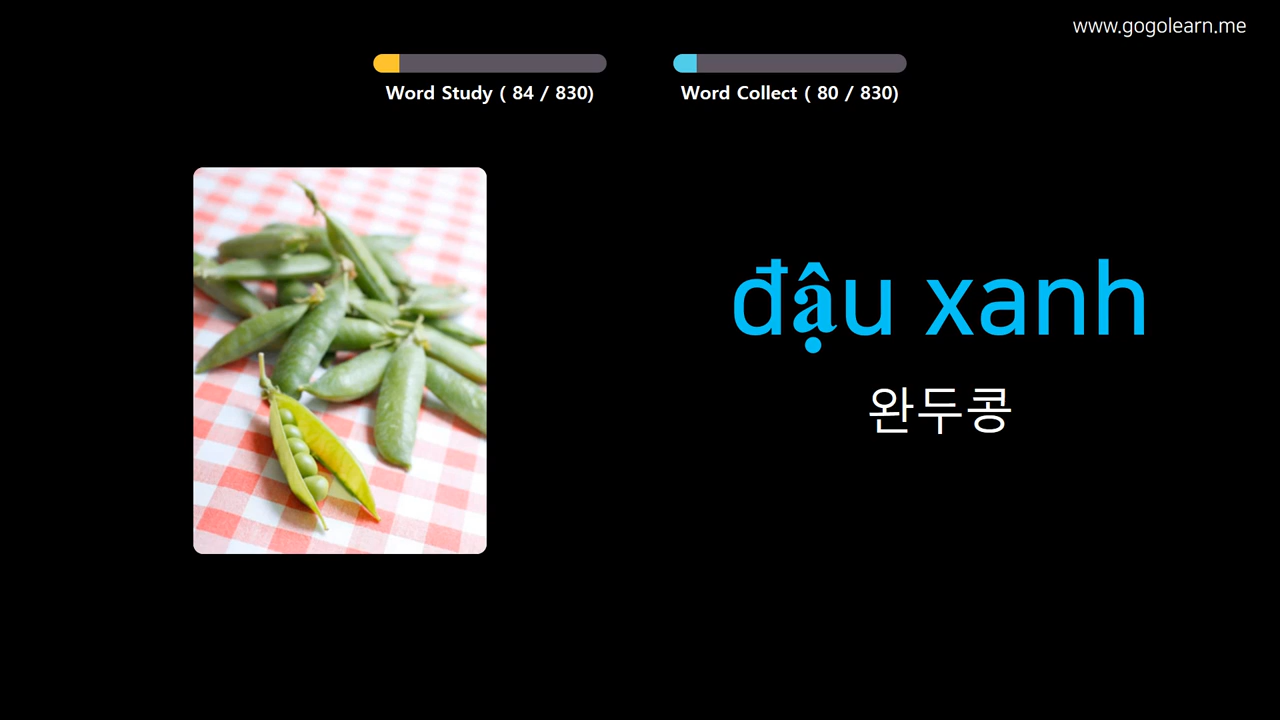 www.gogolearn.me
Word Study ( 84 / 830)
Word Collect ( 80 / 830)
đậu xanh
완두콩